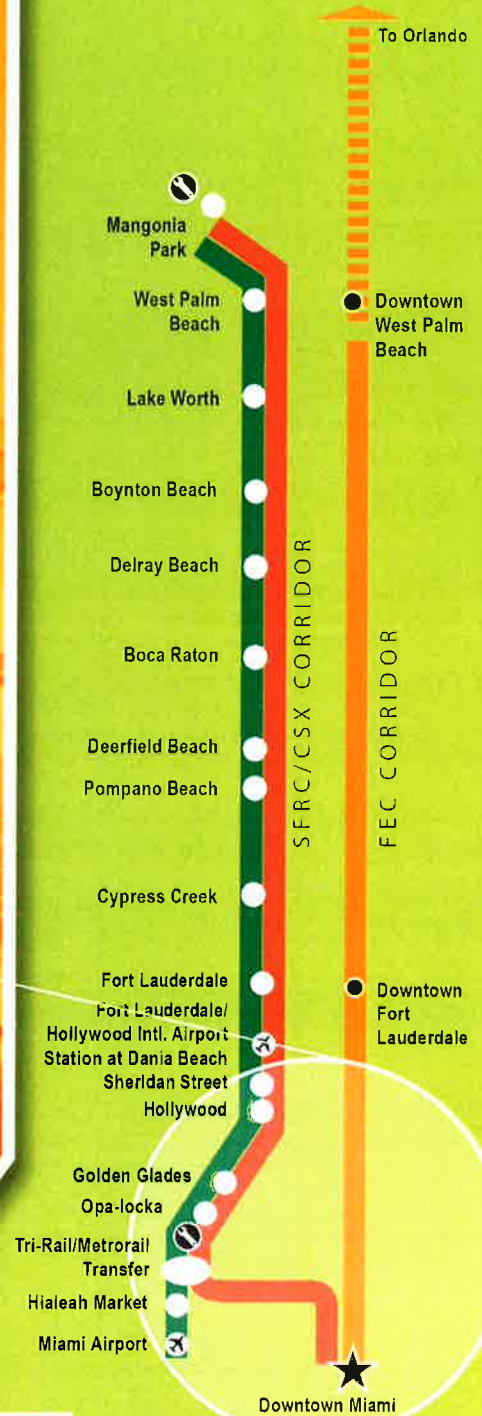 To Orlando
Mangonia
Park
West Palm
Beach
Downtown
West Palm
Beach
Lake Worth
Boynton Beach
Delray Beach
SFRC/CSX CORRIDOR
FEC CORRIDOR
Boca Raton
Deerfield Beach
Pompano Beach
Cypress Creek
Fort Lauderdale
Downtown
Fort
Lauderdale
Fort Lauderdale/
Hollywood Intl. Airport
Station at Dania Beach
Sheridan Street
Hollywood
Golden Glades
Opa-locka
Tri-Rail/Metrorail
Transfer
Hialeah Market
Miami Airport
Downtown Miami